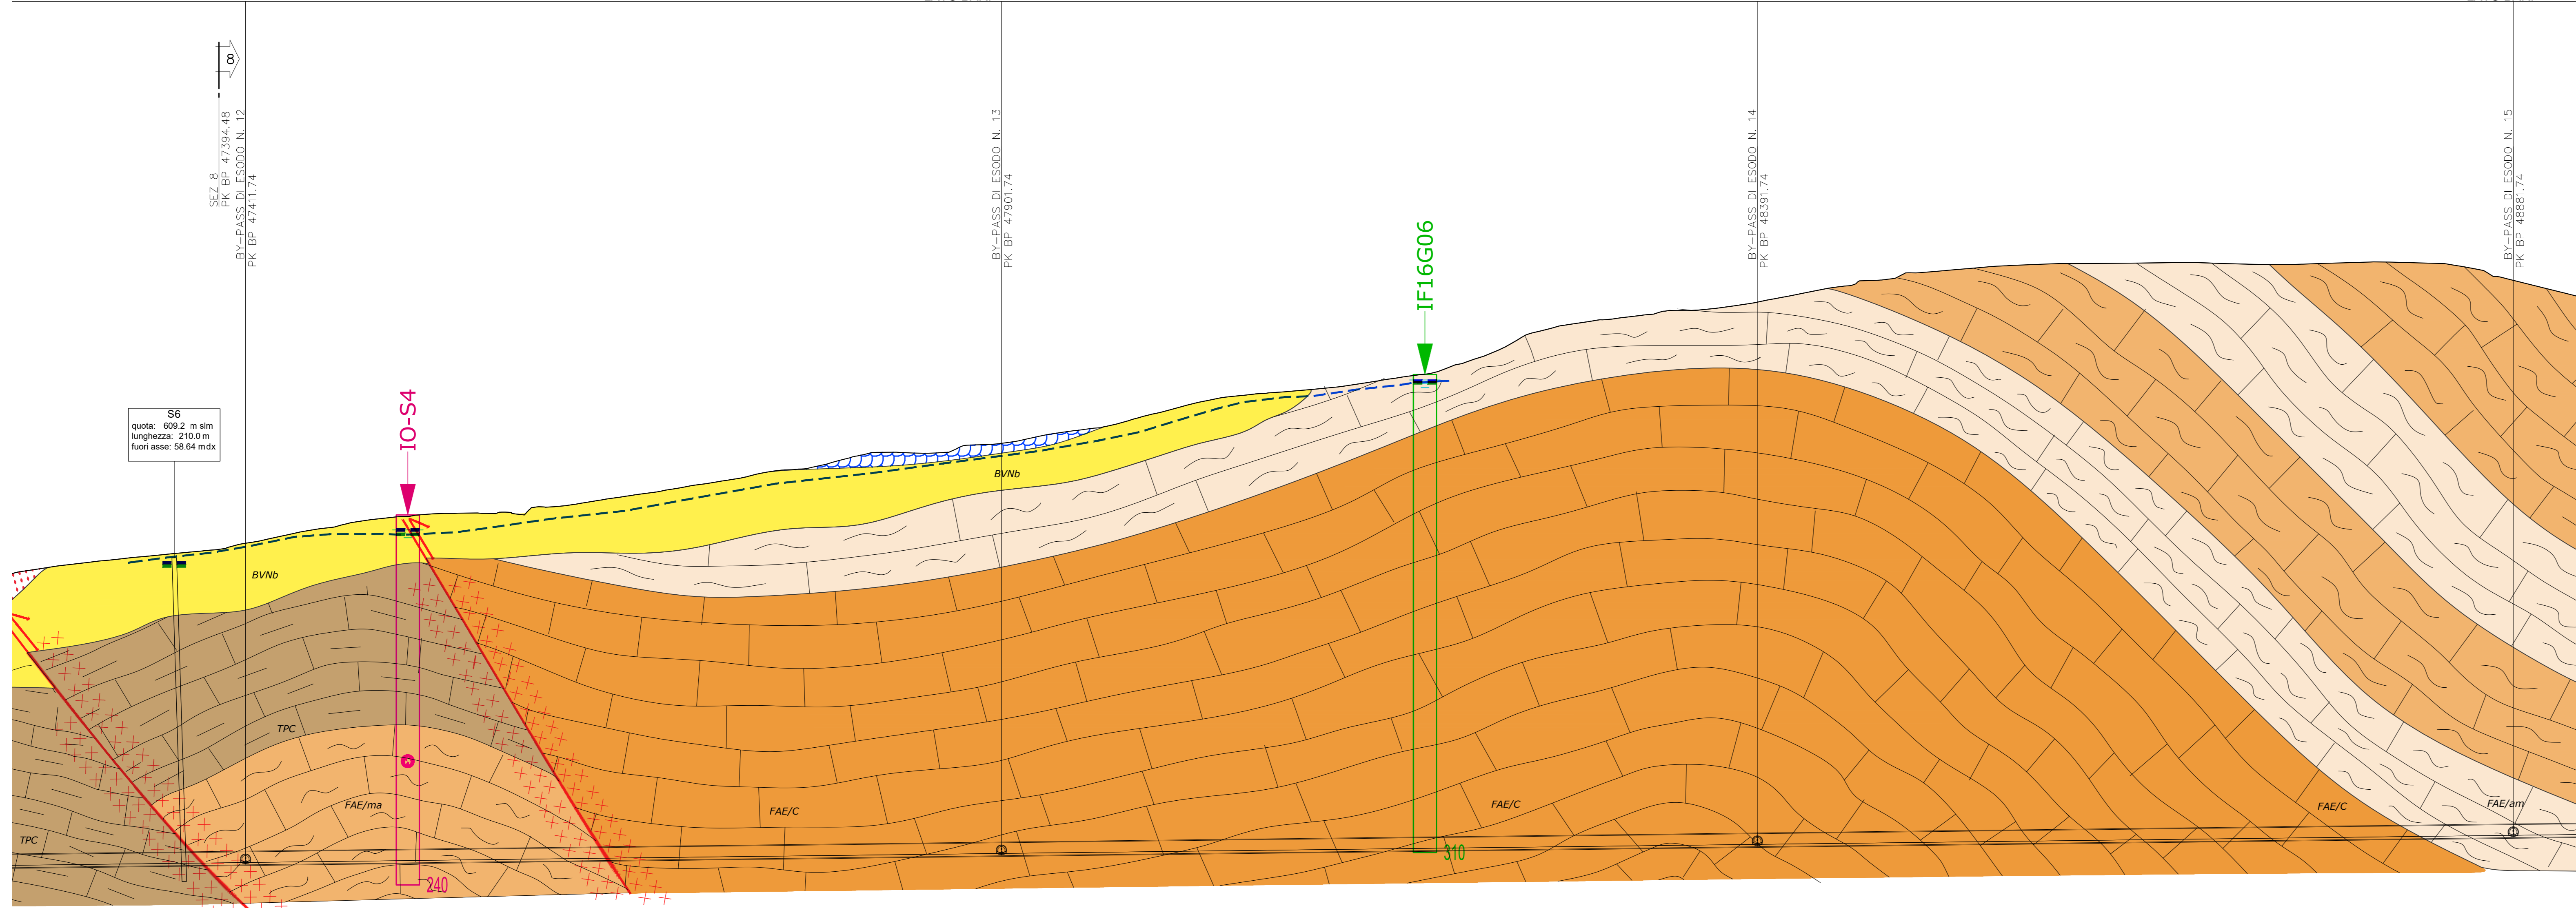 8
SEZ 8
PK BP 47394.48
BY-PASS DI ESODO N. 12
PK BP 47411.74
BY-PASS DI ESODO N. 13
PK BP 47901.74
BY-PASS DI ESODO N. 14
PK BP 48391.74
BY-PASS DI ESODO N. 15
PK BP 48881.74
IF16G06
IO-S4
S6
quota: 609.2 m slm
lunghezza: 210.0 m
fuori asse: 58.64 mdx
BVNb
BVNb
TPC
FAE/ma
FAE/C
FAE/C
FAE/C
FAE/am
TPC
310
240